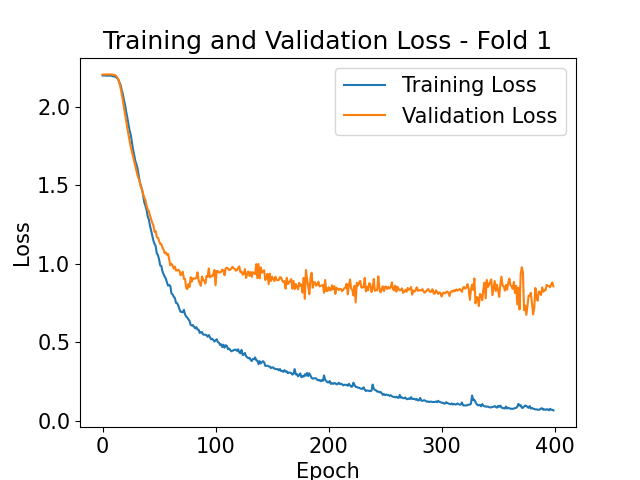 Training and Validation Loss - Fold 1
Training Loss
Validation Loss
Loss
2.0
1.5
1.0
0.5
0.0
0
100
200
300
400
Epoch